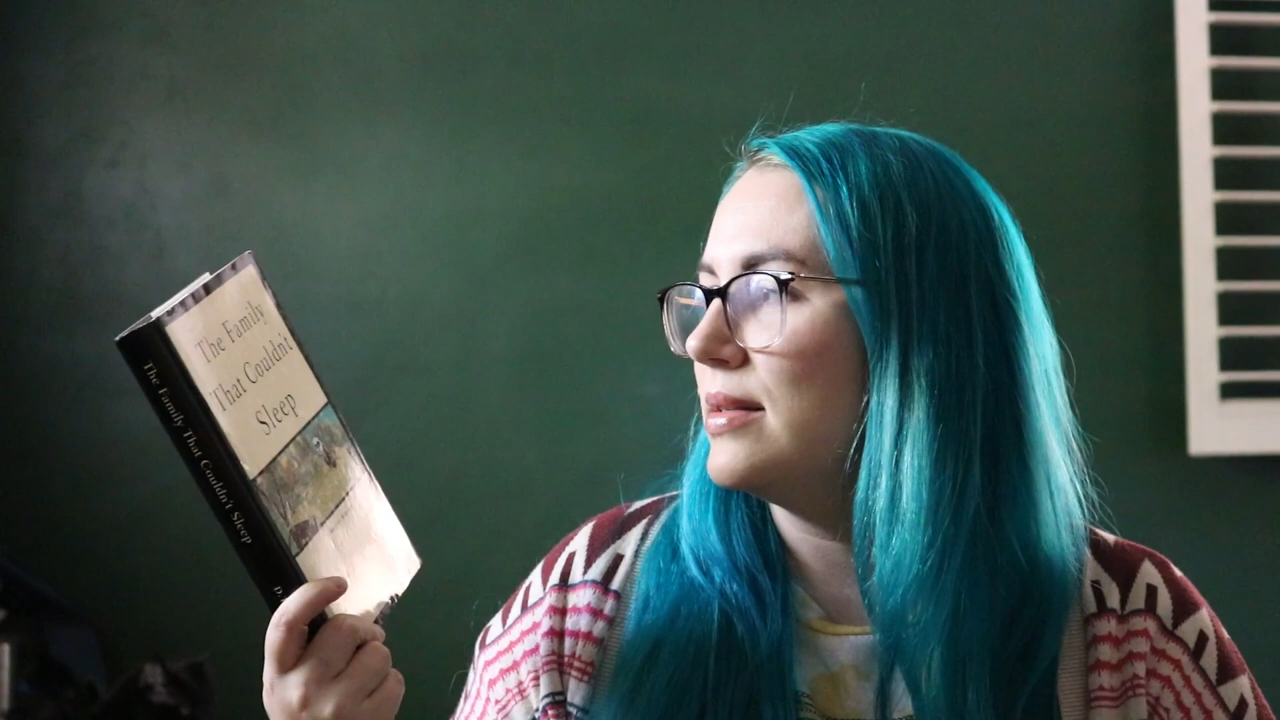 The Family
That Couldn't
Sleep
The Family That Couldn't Sleep